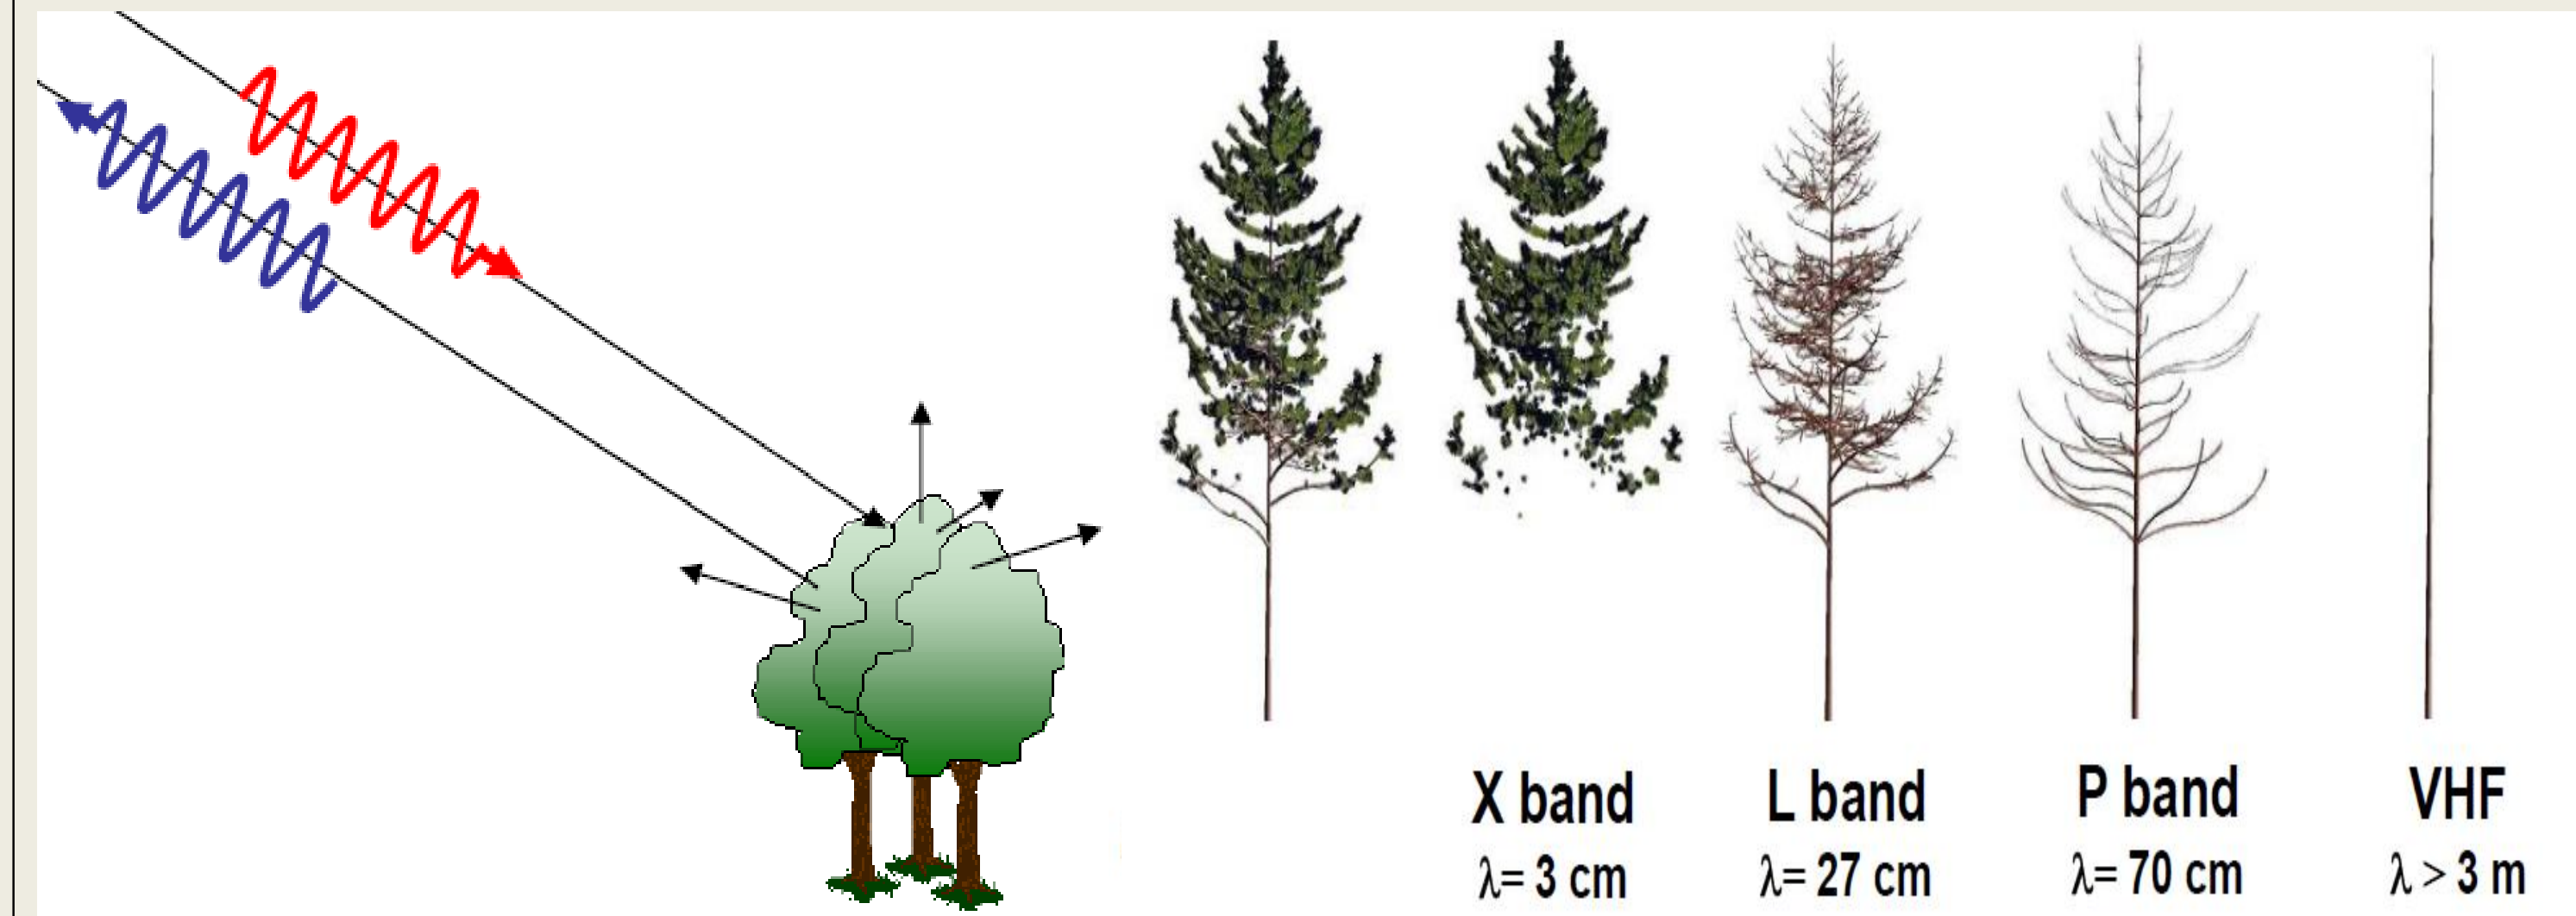 X band
λ= 3 cm
L band
λ= 27 cm
P band
λ= 70 cm
VHF
λ > 3 m